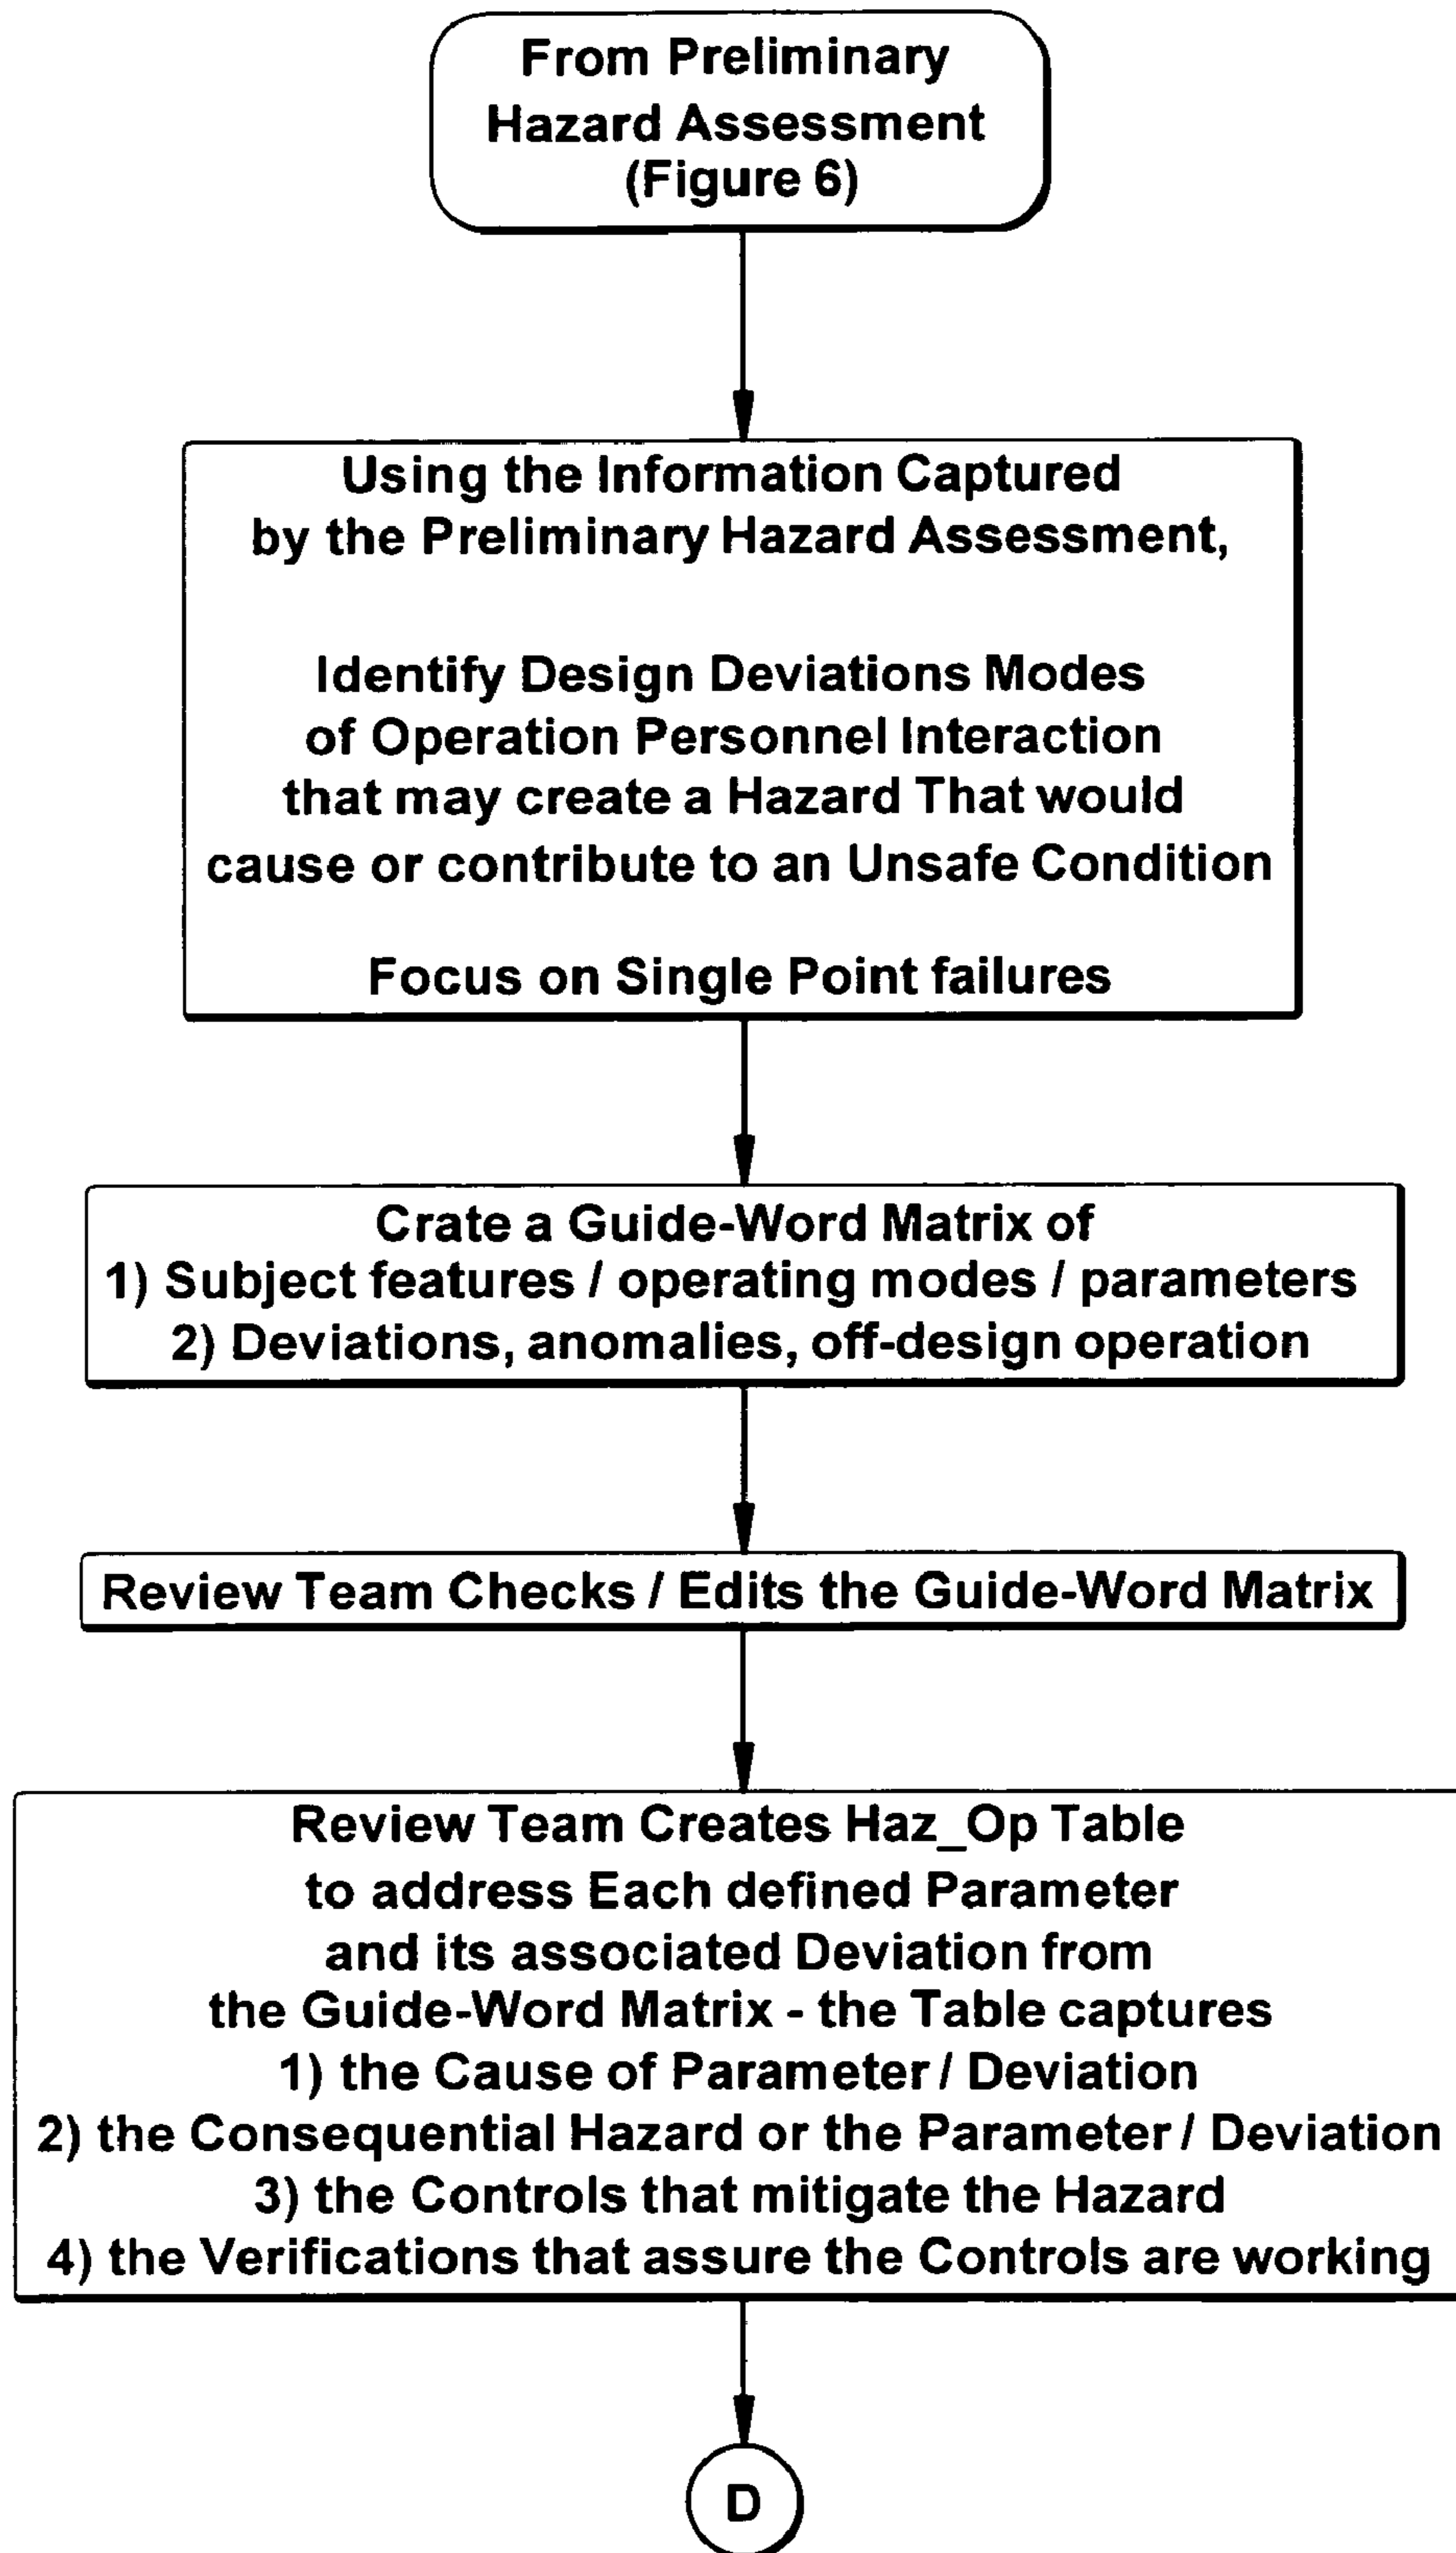 From Preliminary
Hazard Assessment
(Figure 6)
Using the Information Captured
by the Preliminary Hazard Assessment,
Identify Design Deviations Modes
of Operation Personnel Interaction
that may create a Hazard That would
cause or contribute to an Unsafe Condition
Focus on Single Point failures
Crate a Guide-Word Matrix of
1) Subject features / operating modes / parameters
2) Deviations, anomalies, off-design operation
Review Team Checks / Edits the Guide-Word Matrix
Review Team Creates Haz_Op Table
to address Each defined Parameter
and its associated Deviation from
the Guide-Word Matrix - the Table captures
1) the Cause of Parameter / Deviation
2) the Consequential Hazard or the Parameter / Deviation
3) the Controls that mitigate the Hazard
4) the Verifications that assure the Controls are working
D